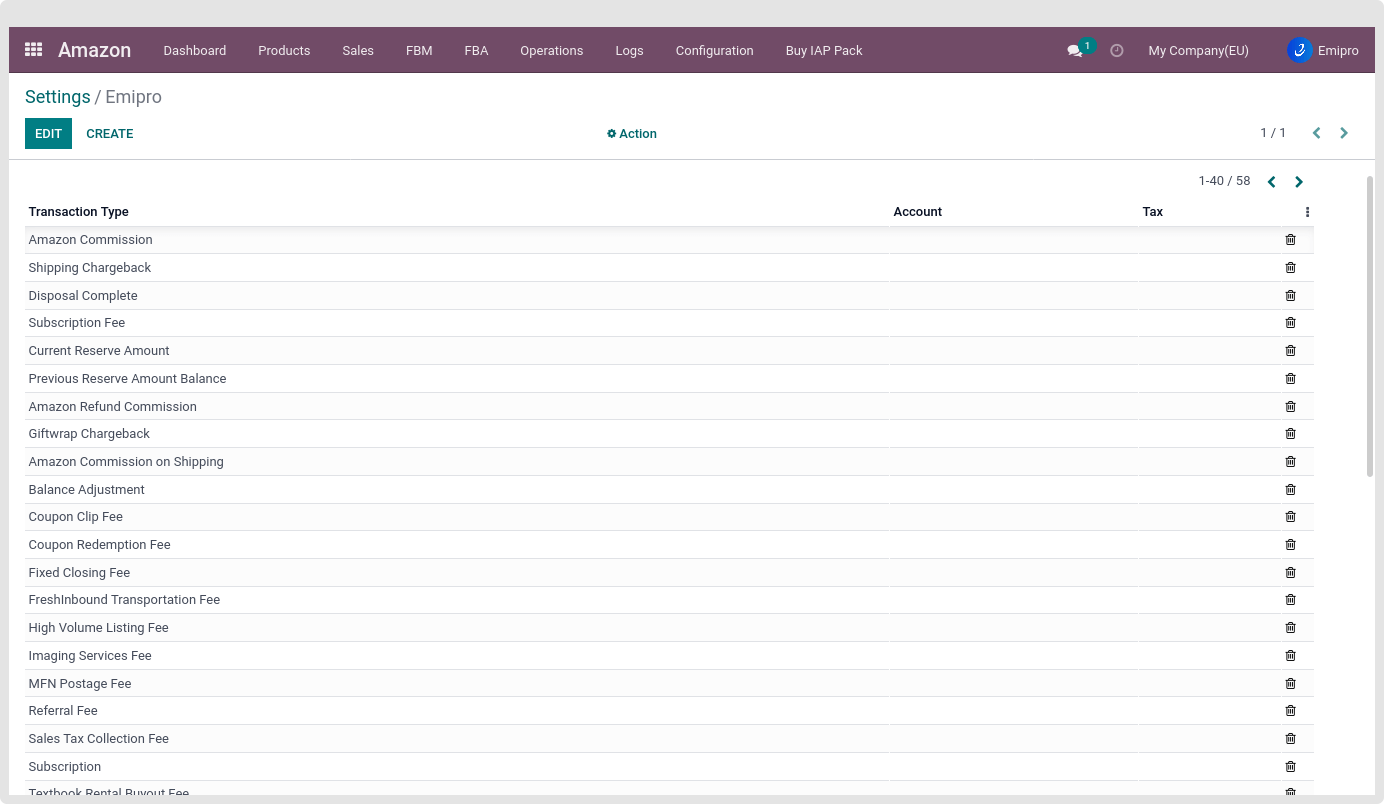 Amazon Dashboard Products Sales FBM FBA Operations Logs Configuration Buy IAP Pack 1 My Company(EU) Emipro
Settings / Emipro
EDIT CREATE Action 1 / 1
1-40 / 58
Transaction Type Account Tax
Amazon Commission
Shipping Chargeback
Disposal Complete
Subscription Fee
Current Reserve Amount
Previous Reserve Amount Balance
Amazon Refund Commission
Giftwrap Chargeback
Amazon Commission on Shipping
Balance Adjustment
Coupon Clip Fee
Coupon Redemption Fee
Fixed Closing Fee
FreshInbound Transportation Fee
High Volume Listing Fee
Imaging Services Fee
MFN Postage Fee
Referral Fee
Sales Tax Collection Fee
Subscription
Textbook Rental Buyout Fee